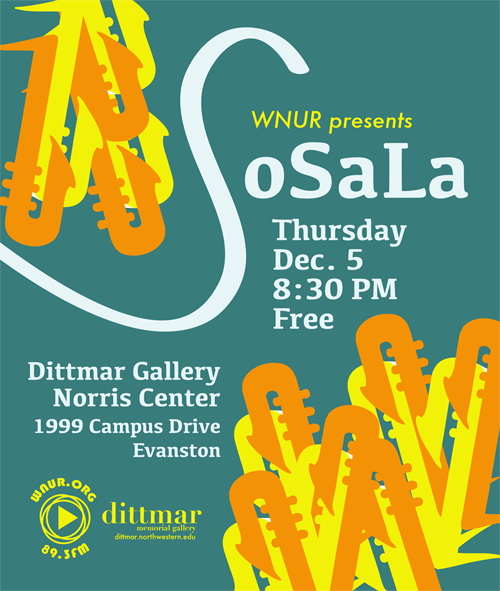 WNUR presents
SoSaLa
Thursday
Dec. 5
8:30 PM
Free
Dittmar Gallery
Norris Center
1999 Campus Drive
Evanston
WNUR.ORG
89.3FM
dittmar
memorial gallery
dittmar.northwestern.edu